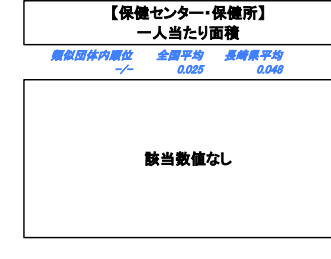 【保健センター・保健所】
一人当たり面積
類似団体内順位 全国平均 長崎県平均
-/- 0.025 0.048
該当数値なし